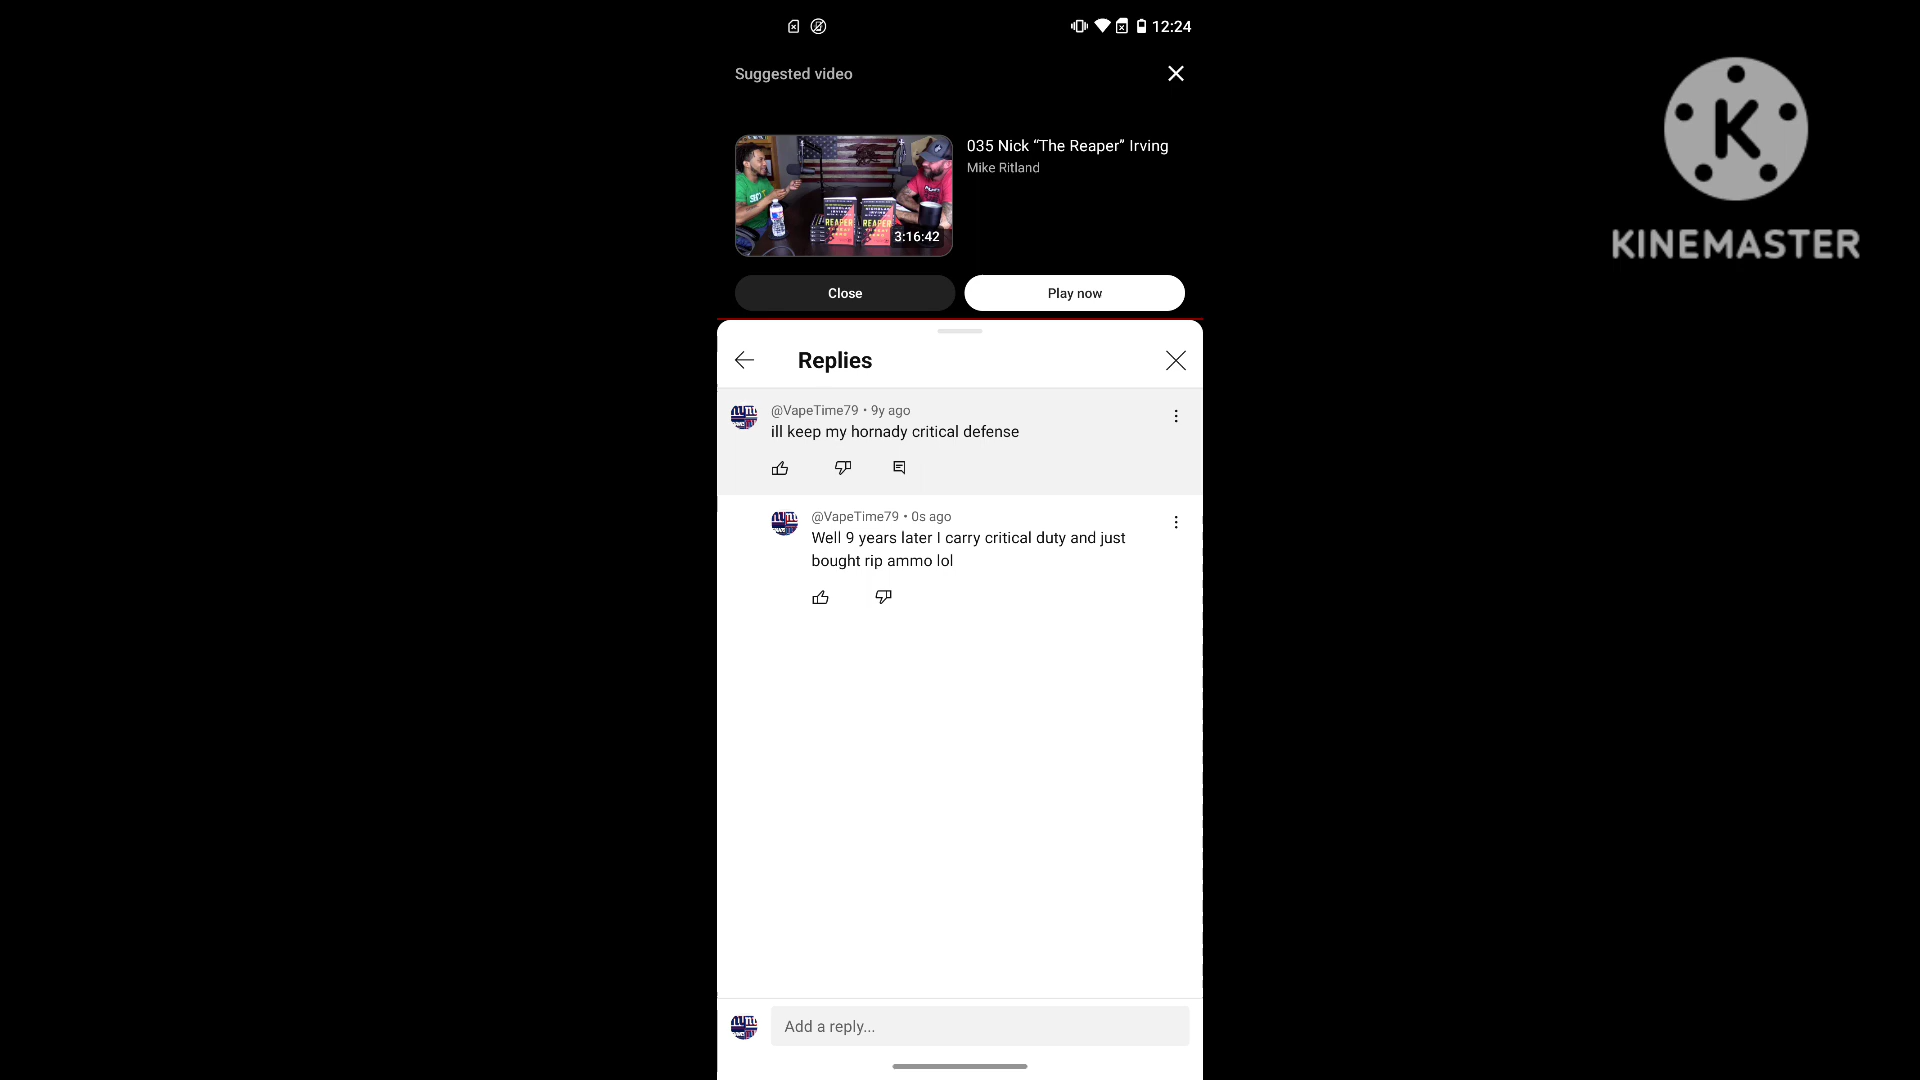 12:24
Suggested video
035 Nick “The Reaper” Irving
Mike Ritland
REAPER
3:16:42
Close
Play now
Replies
@VapeTime79 • 9y ago
ill keep my hornady critical defense
@VapeTime79 • 0s ago
Well 9 years later I carry critical duty and just
bought rip ammo lol
Add a reply...
K
KINEMASTER